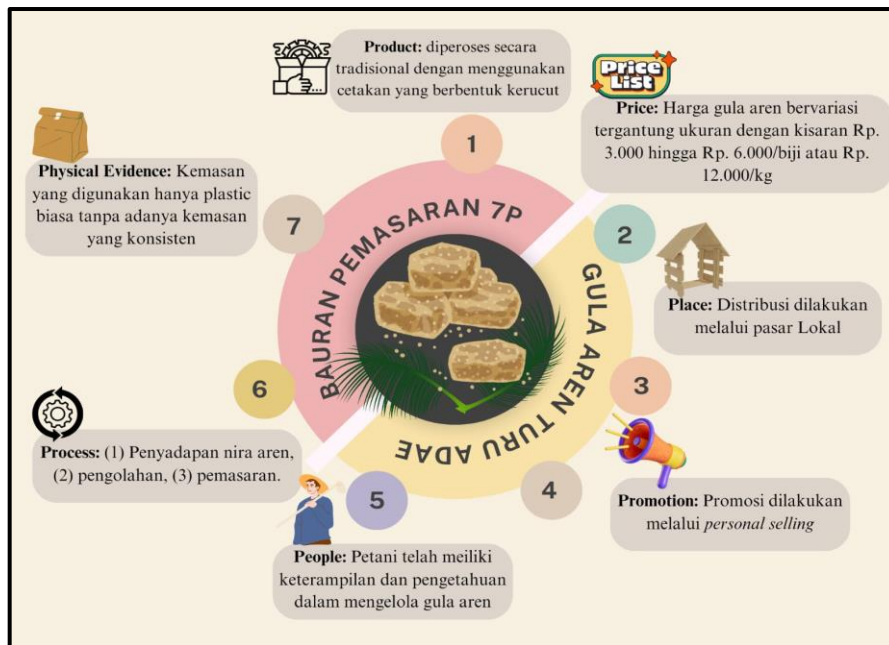 Product: diperoses secara
tradisional dengan menggunakan
cetakan yang berbentuk kerucut
1
PRICE
LIST
Price: Harga gula aren bervariasi
tergantung ukuran dengan kisaran Rp.
3.000 hingga Rp. 6.000/biji atau Rp.
12.000/kg
2
Place: Distribusi dilakukan
melalui pasar Lokal
3
Promotion: Promosi dilakukan
melalui personal selling
4
5
People: Petani telah meiliki
keterampilan dan pengetahuan
dalam mengelola gula aren
6
Process: (1) Penyadapan nira aren,
(2) pengolahan, (3) pemasaran.
7
Physical Evidence: Kemasan
yang digunakan hanya plastic
biasa tanpa adanya kemasan
yang konsisten
BAURAN PEMASARAN 7P
GULA AREN TURU ADAE